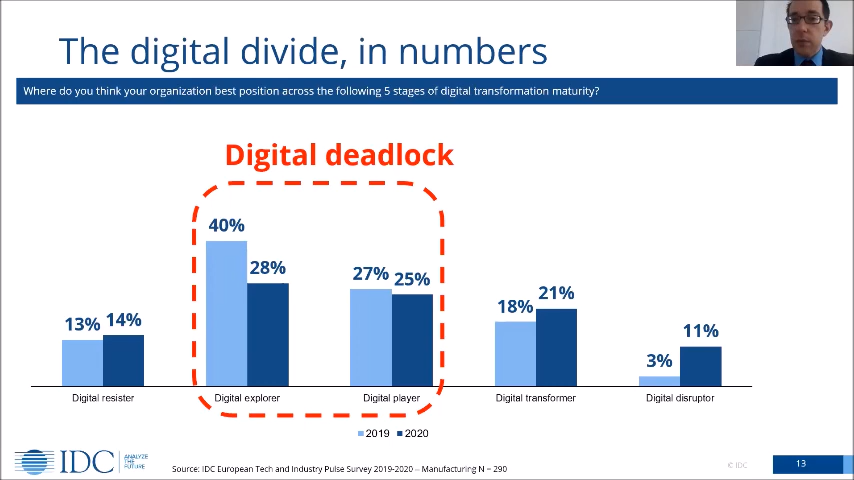 The digital divide, in numbers
Where do you think your organization best position across the following 5 stages of digital transformation maturity?
Digital deadlock
40%
28%
27% 25%
21%
18%
13% 14%
11%
3%
Digital resister Digital explorer Digital player Digital transformer Digital disruptor
2019 2020
IDC ANALYZE THE FUTURE
Source: IDC European Tech and Industry Pulse Survey 2019-2020 – Manufacturing N = 290
© IDC
13